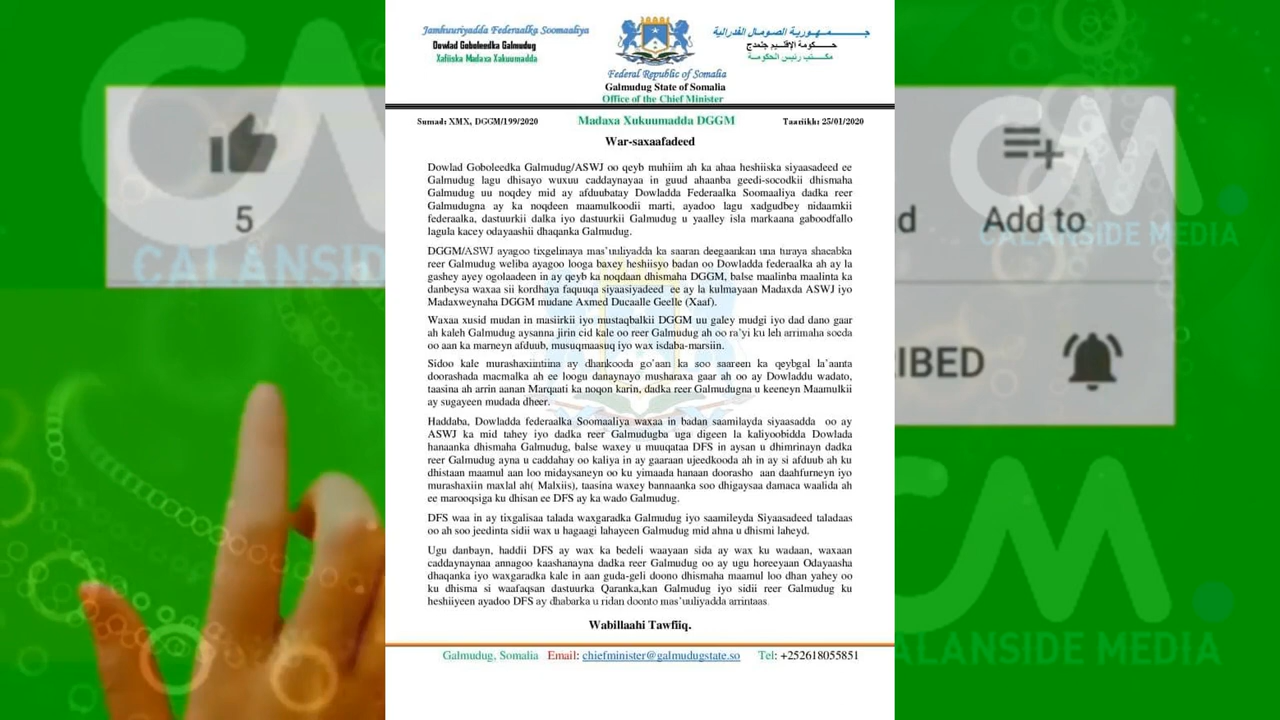 Jamhuuriyadda Federaalka Soomaaliya
Dowlad Goboleedka Galmudug
Xafiiska Madaxa Xakuumadda
جمهورية الصومال الفدرالية
حكومة الإقليم جلمدج
مكتب رئيس الحكومة
Federal Republic of Somalia
Galmudug State of Somalia
Office of the Chief Minister
Sumad: XMX, DGGM/199/2020
Madaxa Xukuumadda DGGM
Taariikh: 25/01/2020
War-saxaafadeed
Dowlad Goboleedka Galmudug/ASWJ oo qeyb muhiim ah ka ahaa heshiiska siyaasadeed ee
Galmudug lagu dhisayo wuxuu caddaynayaa in guud ahaanba geedi-socodkii dhismaha
Galmudug uu noqdey mid ay afduubatay Dowladda Federaalka Soomaaliya dadka reer
Galmudugna ay ka noqdeen maamulkoodii marti, ayadoo lagu xadgudbey nidaamkii
federaalka, dastuurkii dalka iyo dastuurkii Galmudug u yaalley isla markaana gaboodfallo
lagula kacey odayaashii dhaqanka Galmudug.
DGGM/ASWJ ayagoo tixgelinaya mas'uuliyadda ka saaran deegaankan una turaya shacabka
reer Galmudug weliba ayagoo looga baxey heshiisyo badan oo Dowladda federaalka ah ay la
gashey ayey ogolaadeen in ay qeyb ka noqdaan dhismaha DGGM, balse maalinba maalinta ka
danbeysa waxaa sii kordhaya faquuqa siyaasiyadeed ee ay la kulmayaan Madaxda ASWJ iyo
Madaxweynaha DGGM mudane Axmed Ducaalle Geelle (Xaaf).
Waxaa xusid mudan in masiirkii iyo mustaqbalkii DGGM uu galey mudgi iyo dad dano gaar
ah kaleh Galmudug aysanna jirin cid kale oo reer Galmudug ah oo ra'yi ku leh arrimaha socda
oo aan ka marneyn afduub, musuqmaasuq iyo wax isdaba-marsiin.
Sidoo kale murashaxiintiina ay dhankooda go'aan ka soo saareen ka qeybgal la'aanta
doorashada macmalka ah ee loogu danaynayo musharaxa gaar ah oo ay Dowladdu wadato,
taasina ah arrin aanan Marqaati ka noqon karin, dadka reer Galmudugna u keeneyn Maamulkii
ay sugayeen mudada dheer.
Haddaba, Dowladda federaalka Soomaaliya waxaa in badan saamilayda siyaasadda oo ay
ASWJ ka mid tahey iyo dadka reer Galmudugba uga digeen la kaliyoobidda Dowlada
hanaanka dhismaha Galmudug, balse waxey u muuqataa DFS in aysan u dhimrinayn dadka
reer Galmudug ayna u caddahay oo kaliya in ay gaaraan ujeedkooda ah in ay si afduub ah ku
dhistaan maamul aan loo midaysaneyn oo ku yimaada hanaan doorasho aan daahfurneyn iyo
murashaxiin maxlal ah( Malxiis), taasina waxey bannaanka soo dhigaysaa damaca waalida ah
ee marooqsiga ku dhisan ee DFS ay ka wado Galmudug.
DFS waa in ay tixgalisaa talada waxgaradka Galmudug iyo saamileyda Siyaasadeed taladaas
oo ah soo jeedinta sidii wax u hagaagi lahayeen Galmudug mid ahna u dhismi laheyd.
Ugu danbayn, haddii DFS ay wax ka bedeli waayaan sida ay wax ku wadaan, waxaan
caddaynaynaa annagoo kaashanayna dadka reer Galmudug oo ay ugu horeeyaan Odayaasha
dhaqanka iyo waxgaradka kale in aan guda-geli doono dhismaha maamul loo dhan yahey oo
ku dhisma si waafaqsan dastuurka Qaranka,kan Galmudug iyo sidii reer Galmudug ku
heshiiyeen ayadoo DFS ay dhabarka u ridan doonto mas'uuliyadda arrintaas.
Wabillaahi Tawfiiq.
Galmudug, Somalia Email: chiefminister@galmudugstate.so Tel: +252618055851
5
d
Add to
IBED
CM
CALANSIDE
CM
CALANSIDE MEDIA
CM
CALANSIDE MEDIA